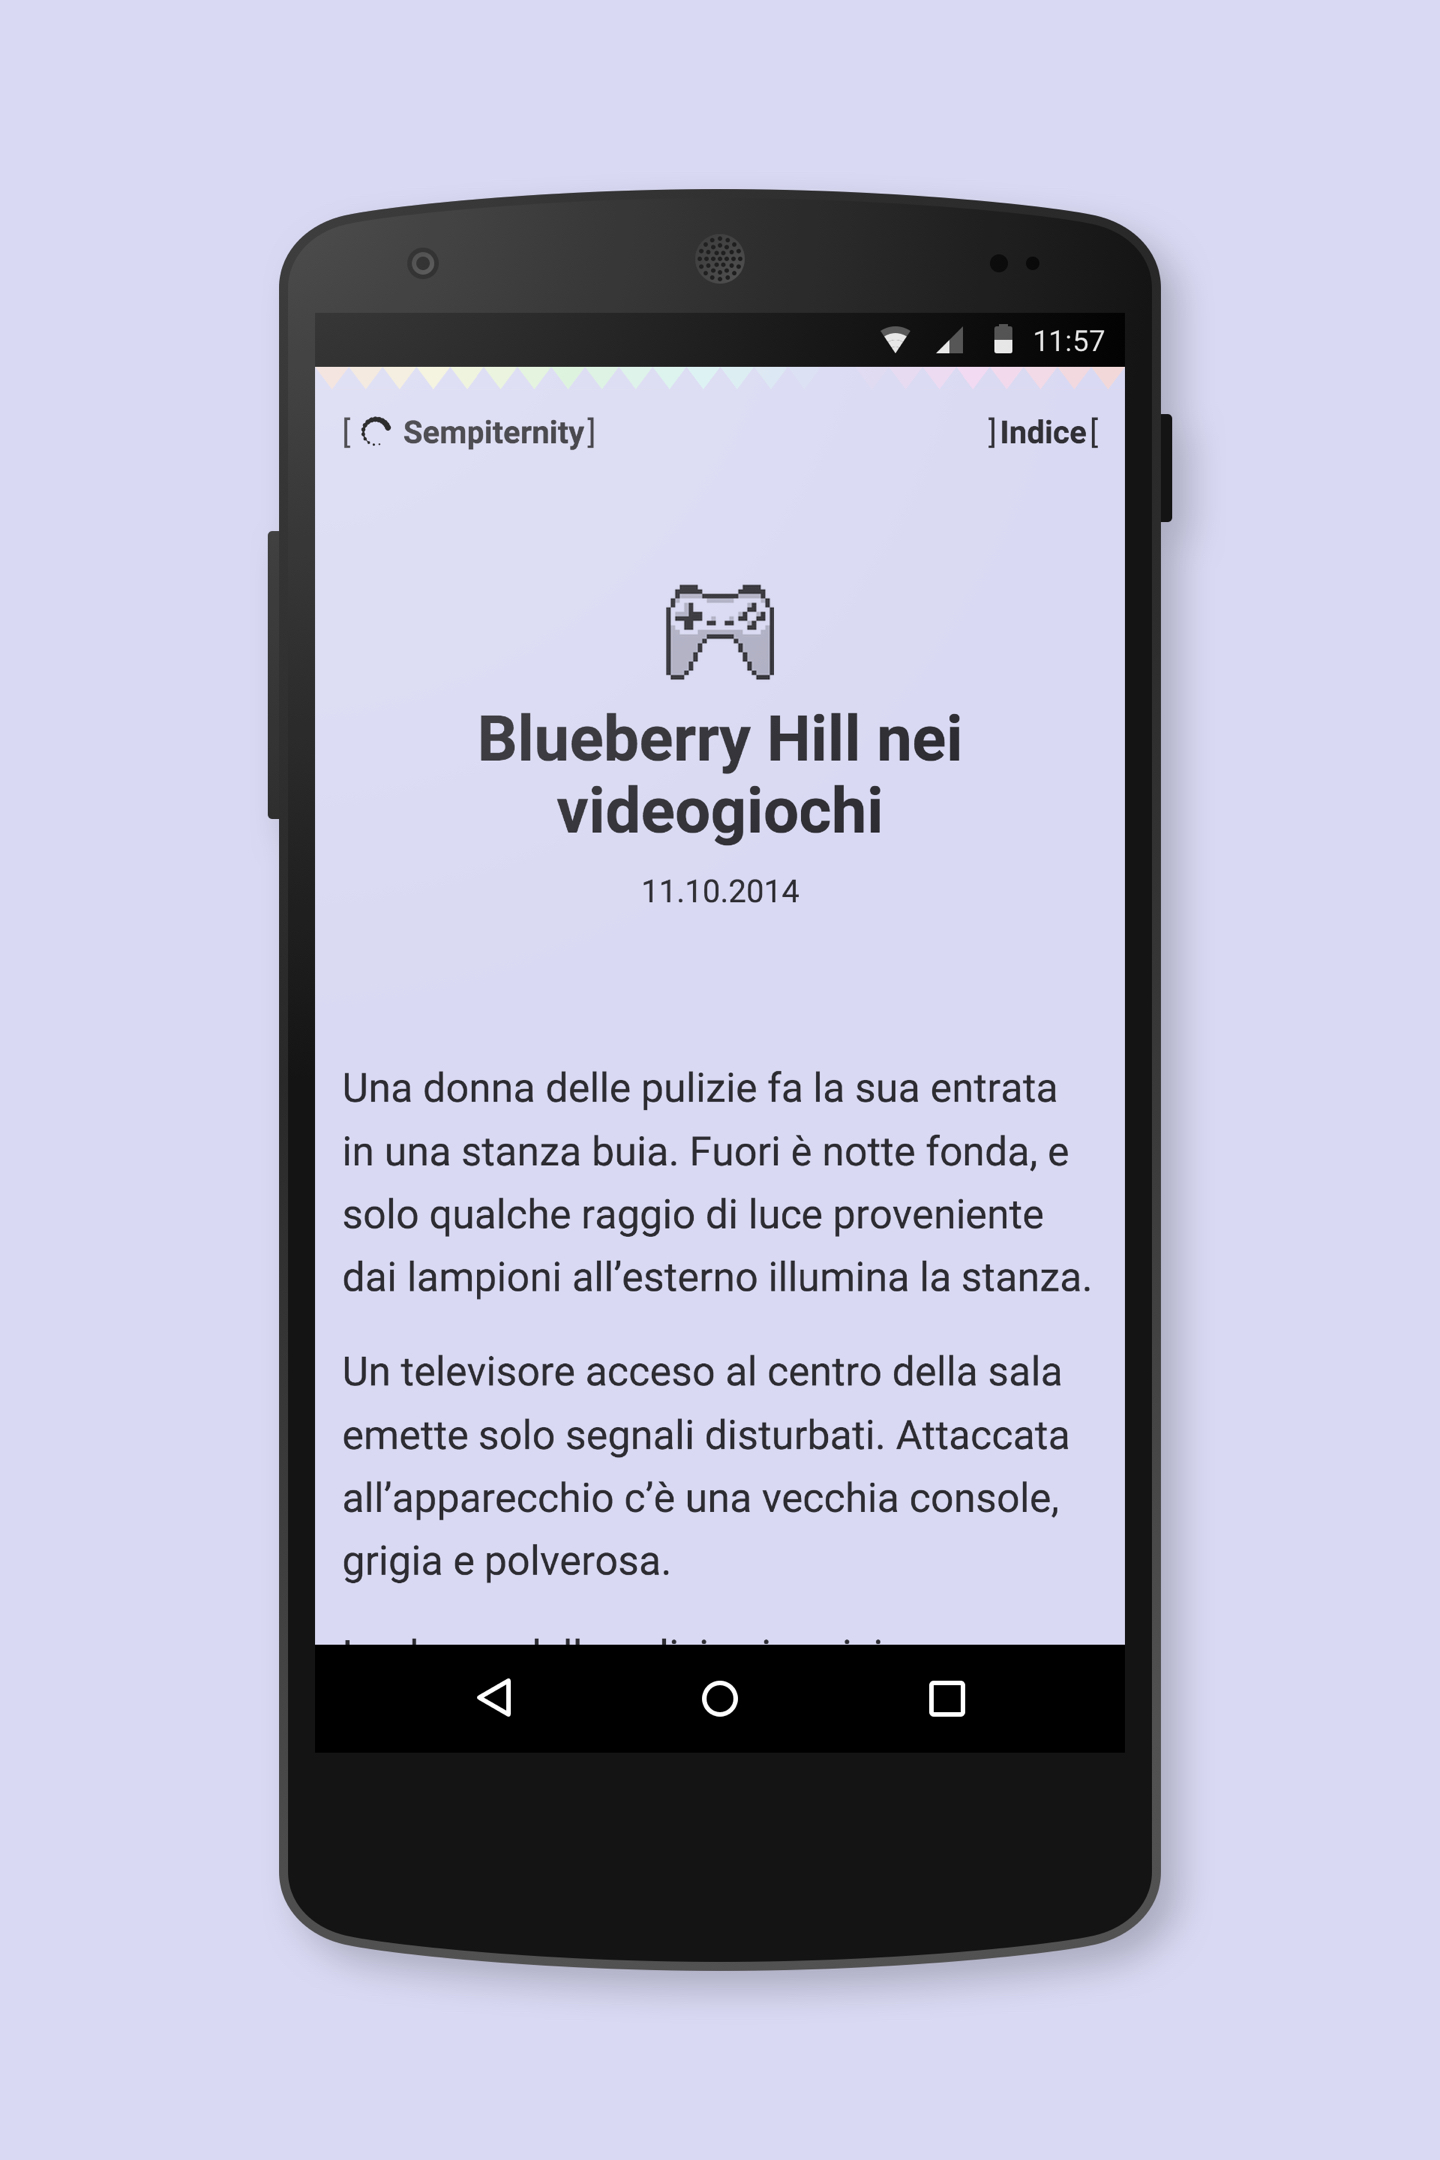 11:57
[ Sempiternity]
]Indice[
Blueberry Hill nei
videogiochi
11.10.2014
Una donna delle pulizie fa la sua entrata
in una stanza buia. Fuori è notte fonda, e
solo qualche raggio di luce proveniente
dai lampioni all’esterno illumina la stanza.
Un televisore acceso al centro della sala
emette solo segnali disturbati. Attaccata
all’apparecchio c’è una vecchia console,
grigia e polverosa.